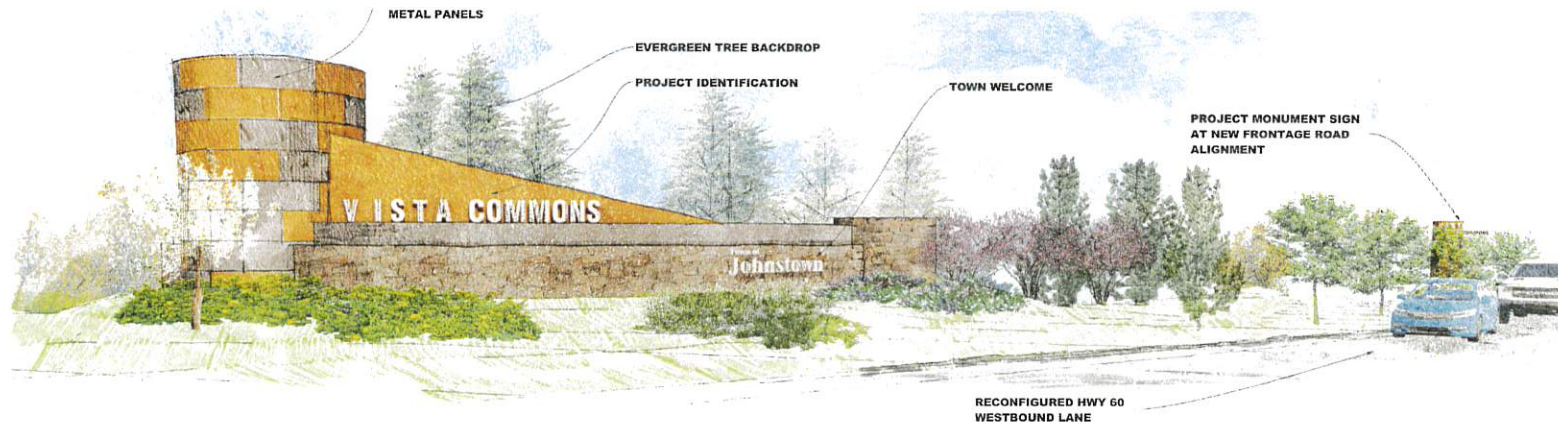 METAL PANELS
EVERGREEN TREE BACKDROP
PROJECT IDENTIFICATION
TOWN WELCOME
PROJECT MONUMENT SIGN
AT NEW FRONTAGE ROAD
ALIGNMENT
VISTA COMMONS
Johnstown
RECONFIGURED HWY 60
WESTBOUND LANE